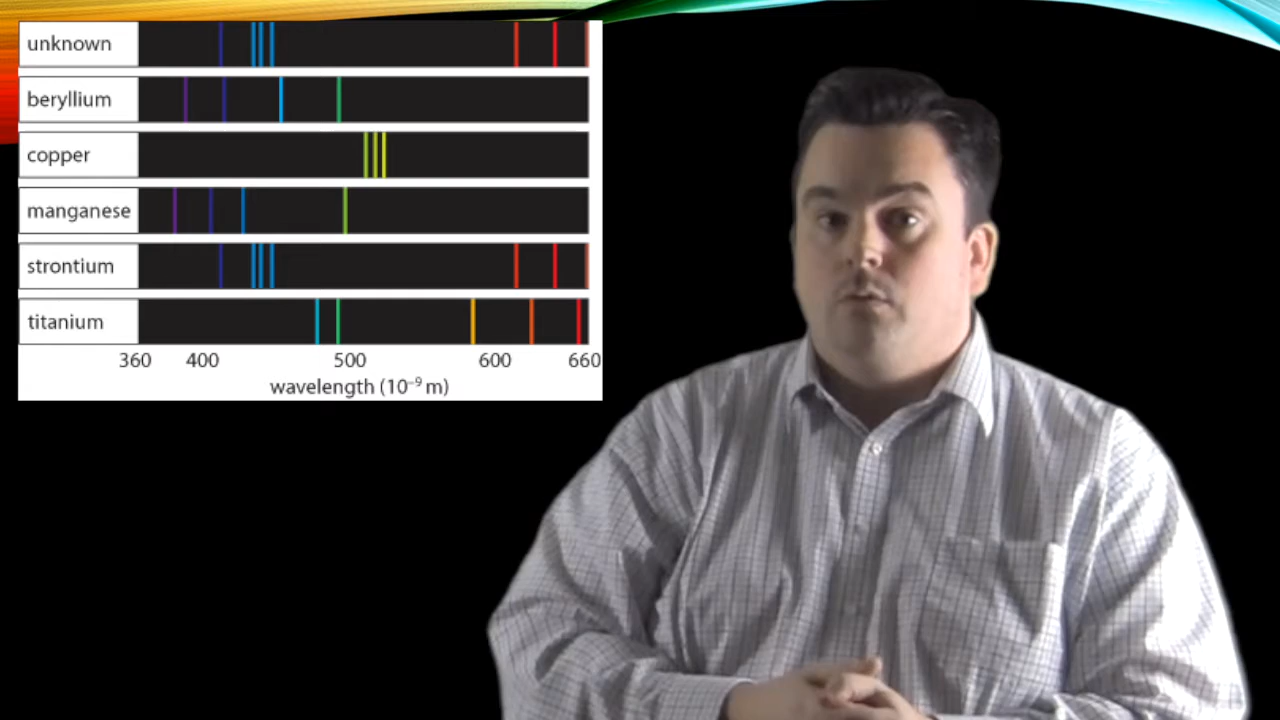 unknown
beryllium
copper
manganese
strontium
titanium
360 400 500 600 660
wavelength (10⁻⁹ m)